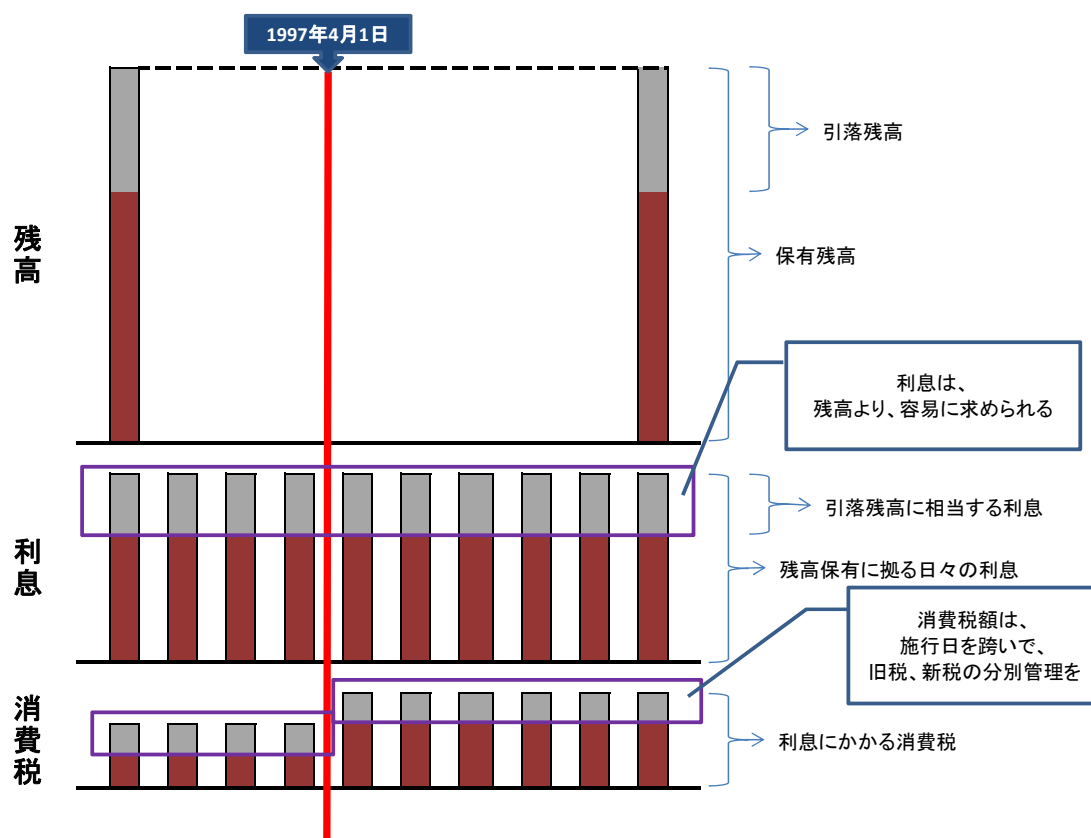 1997年4月1日
引落残高
残高
保有残高
利息は、
残高より、容易に求められる
引落残高に相当する利息
利息
残高保有に拠る日々の利息
消費税額は、
施行日を跨いで、
旧税、新税の分別管理を
消費税
利息にかかる消費税